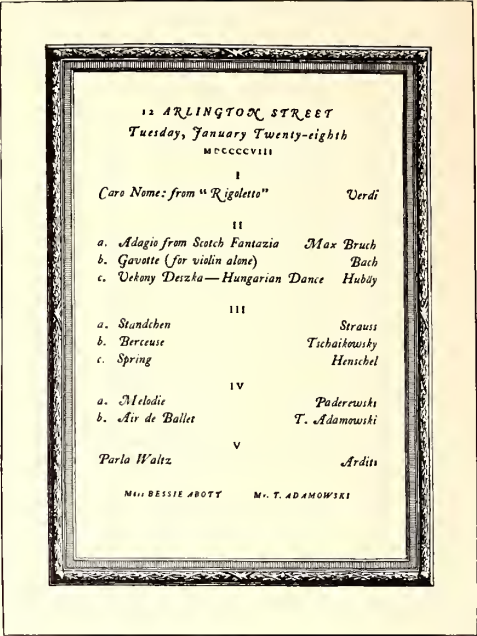 12 ARLINGTON STREET
Tuesday, January Twenty-eighth
MDCCCCVIII
I
Caro Nome: from "Rigoletto" Verdi
II
a. Adagio from Scotch Fantazia Max Bruch
b. Gavotte (for violin alone) Bach
c. Vekony Deszka—Hungarian Dance Hubäy
III
a. Standchen Strauss
b. Berceuse Tschaikowsky
c. Spring Henschel
IV
a. Melodie Paderewski
b. Air de Ballet T. Adamowski
V
Parla Waltz Arditi
Miss BESSIE ABOTT Mr. T. ADAMOWSKI